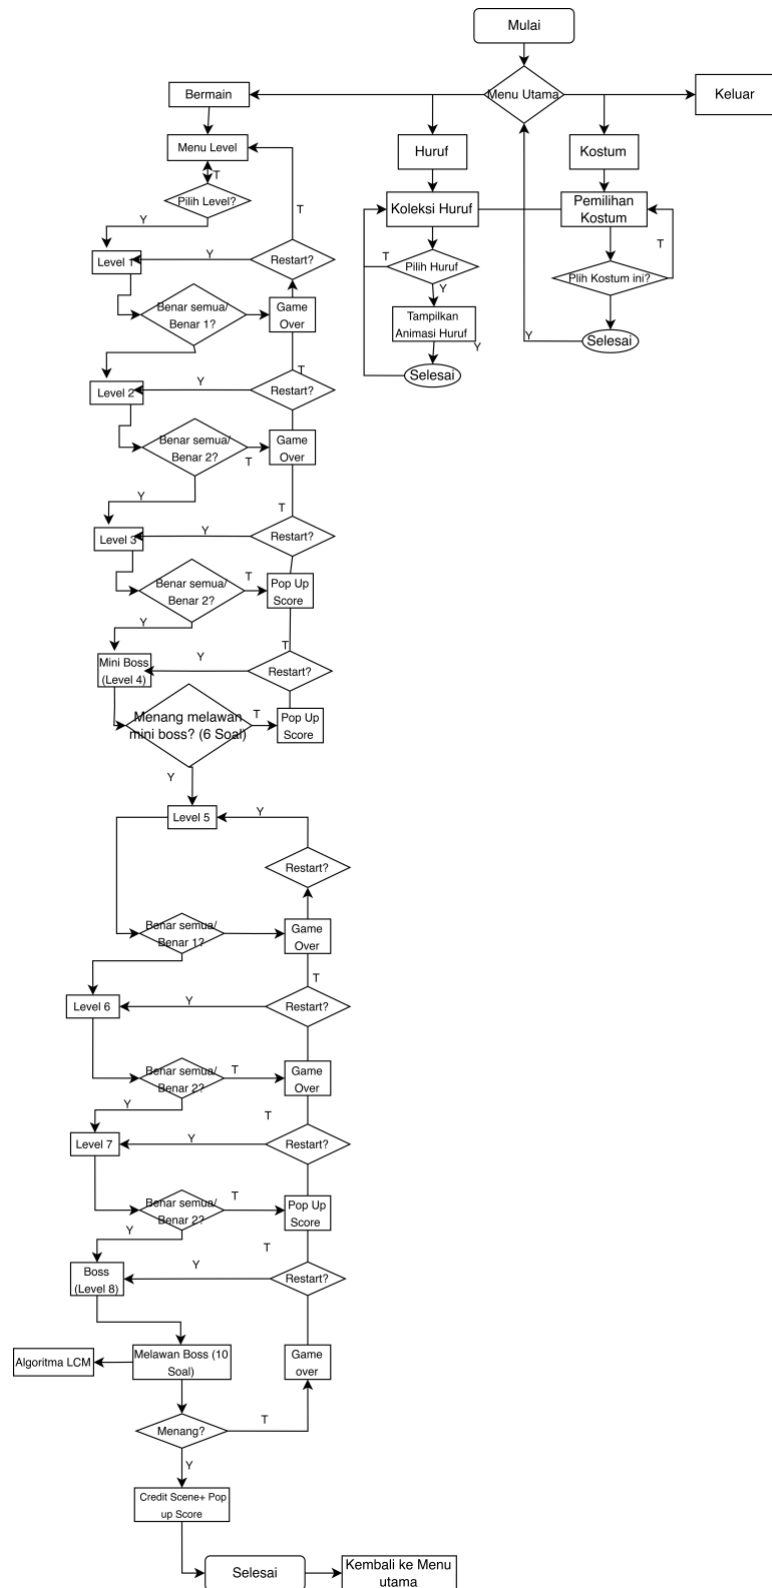 Mulai
Menu Utama
Keluar
Bermain
Huruf
Kostum
Menu Level
T
Pilih Level?
Y
T
Koleksi Huruf
Pemilihan
Kostum
T
Level 1
Y
Restart?
T
Pilih Huruf
Y
Plih Kostum ini?
Benar semua/
Benar 1?
Game
Over
Tampilkan
Animasi Huruf
Y
Y
Selesai
Y
T
Selesai
Level 2
Y
Restart?
Benar semua/
Benar 2?
T
Game
Over
Y
T
Level 3
Y
Restart?
Benar semua/
Benar 2?
T
Pop Up
Score
Y
T
Mini Boss
(Level 4)
Y
Restart?
Menang melawan
mini boss? (6 Soal)
T
Pop Up
Score
Y
Level 5
Y
Restart?
Benar semua/
Benar 1?
Game
Over
T
Level 6
Y
Restart?
Benar semua/
Benar 2?
T
Game
Over
Y
T
Level 7
Y
Restart?
Benar semua/
Benar 2?
T
Pop Up
Score
Y
T
Boss
(Level 8)
Y
Restart?
Algoritma LCM
Melawan Boss (10
Soal)
Game
over
Menang?
T
Y
Credit Scene+ Pop
up Score
Selesai
Kembali ke Menu
utama